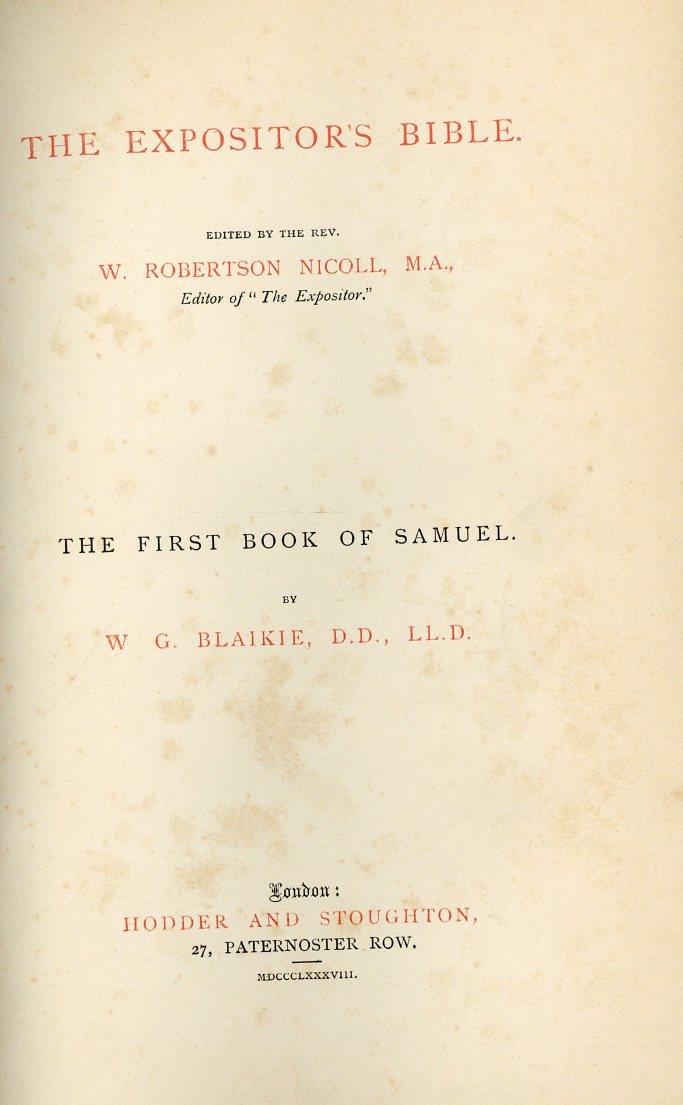 THE EXPOSITOR'S BIBLE.
EDITED BY THE REV.
W. ROBERTSON NICOLL, M.A.,
Editor of "The Expositor."
THE FIRST BOOK OF SAMUEL.
BY
W G. BLAIKIE, D.D., LL.D.
London:
HODDER AND STOUGHTON,
27, PATERNOSTER ROW.
MDCCCLXXXVIII.